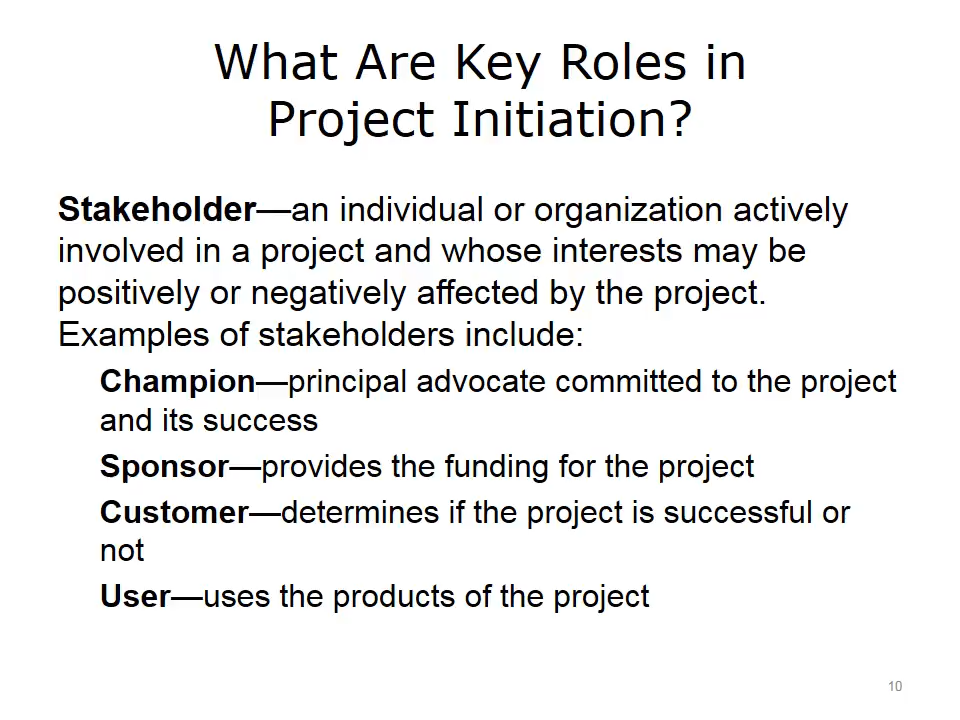 What Are Key Roles in
Project Initiation?
Stakeholder—an individual or organization actively
involved in a project and whose interests may be
positively or negatively affected by the project.
Examples of stakeholders include:
Champion—principal advocate committed to the project
and its success
Sponsor—provides the funding for the project
Customer—determines if the project is successful or
not
User—uses the products of the project
10